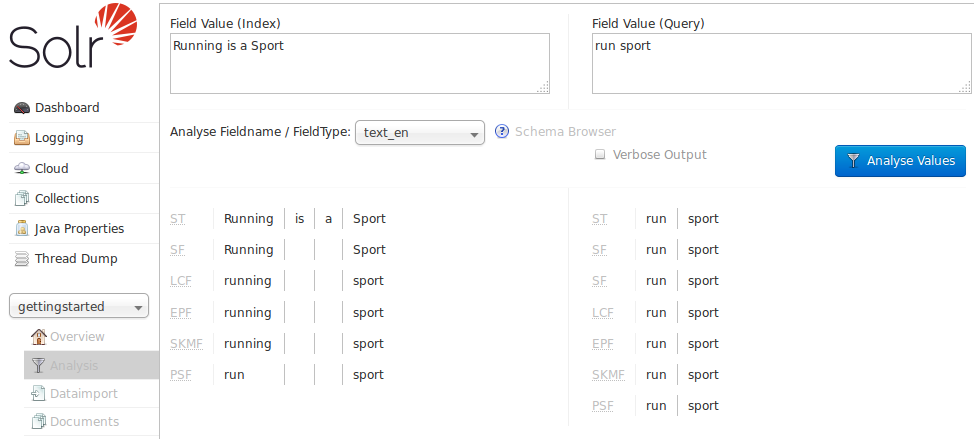 Solr
Dashboard
Logging
Cloud
Collections
Java Properties
Thread Dump
gettingstarted
Overview
Analysis
Dataimport
Documents
Field Value (Index)
Running is a Sport
Field Value (Query)
run sport
Analyse Fieldname / FieldType: text_en ? Schema Browser
Verbose Output
Analyse Values
ST Running is a Sport
SF Running Sport
LCF running sport
EPF running sport
SKMF running sport
PSF run sport
ST run sport
SF run sport
SF run sport
LCF run sport
EPF run sport
SKMF run sport
PSF run sport